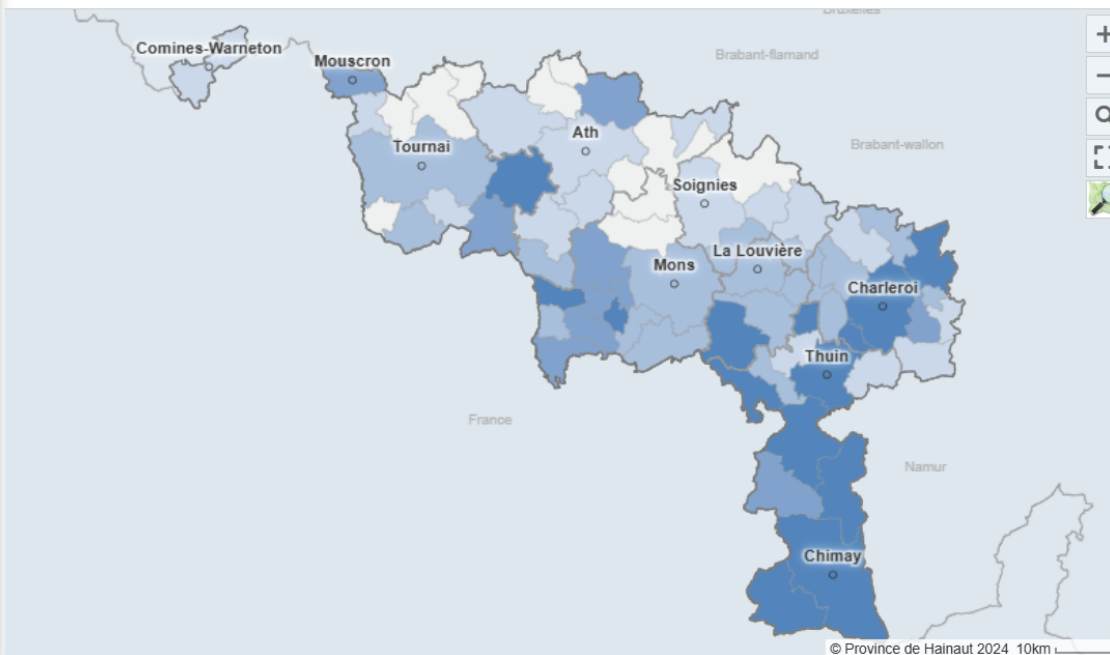 Bruxelles
Comines-Warneton
Brabant-flamand
Mouscron
Ath
Tournai
Brabant-wallon
Soignies
La Louvière
Mons
Charleroi
Thuin
France
Namur
Chimay
© Province de Hainaut 2024 10km